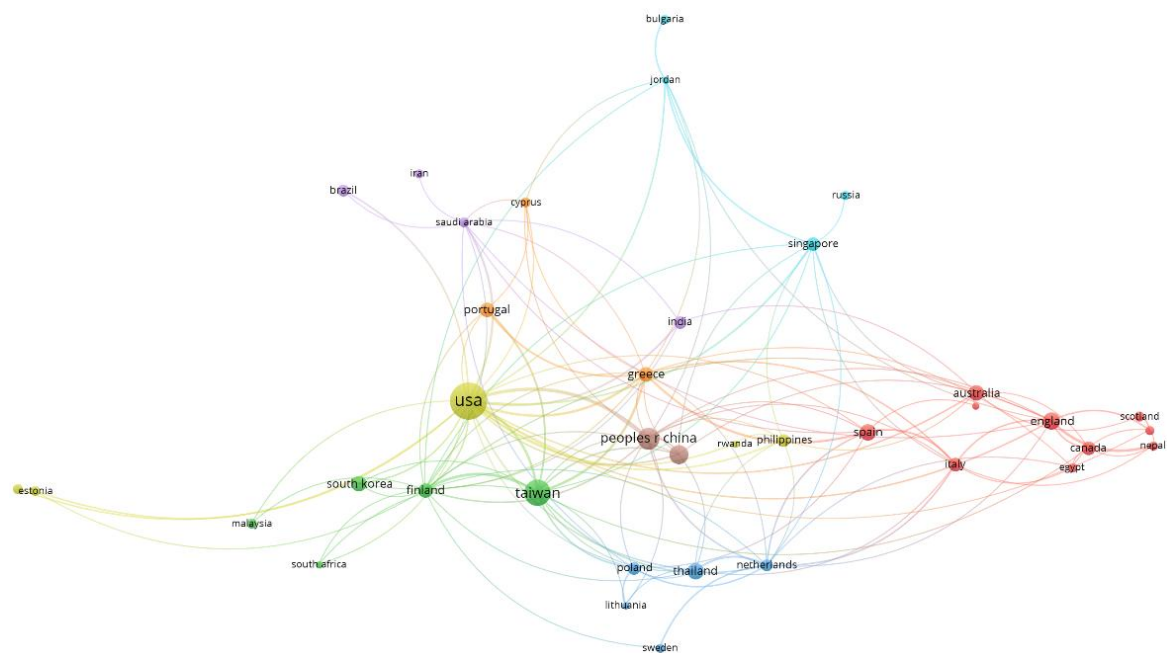 bulgaria
jordan
iran
brazil
russia
cyprus
saudi arabia
singapore
portugal
india
greece
australia
usa
scotland
england
spain
peoples r china
rwanda
philippines
nepal
canada
italy
egypt
south korea
finland
taiwan
estonia
malaysia
south africa
poland
thailand
netherlands
lithuania
sweden